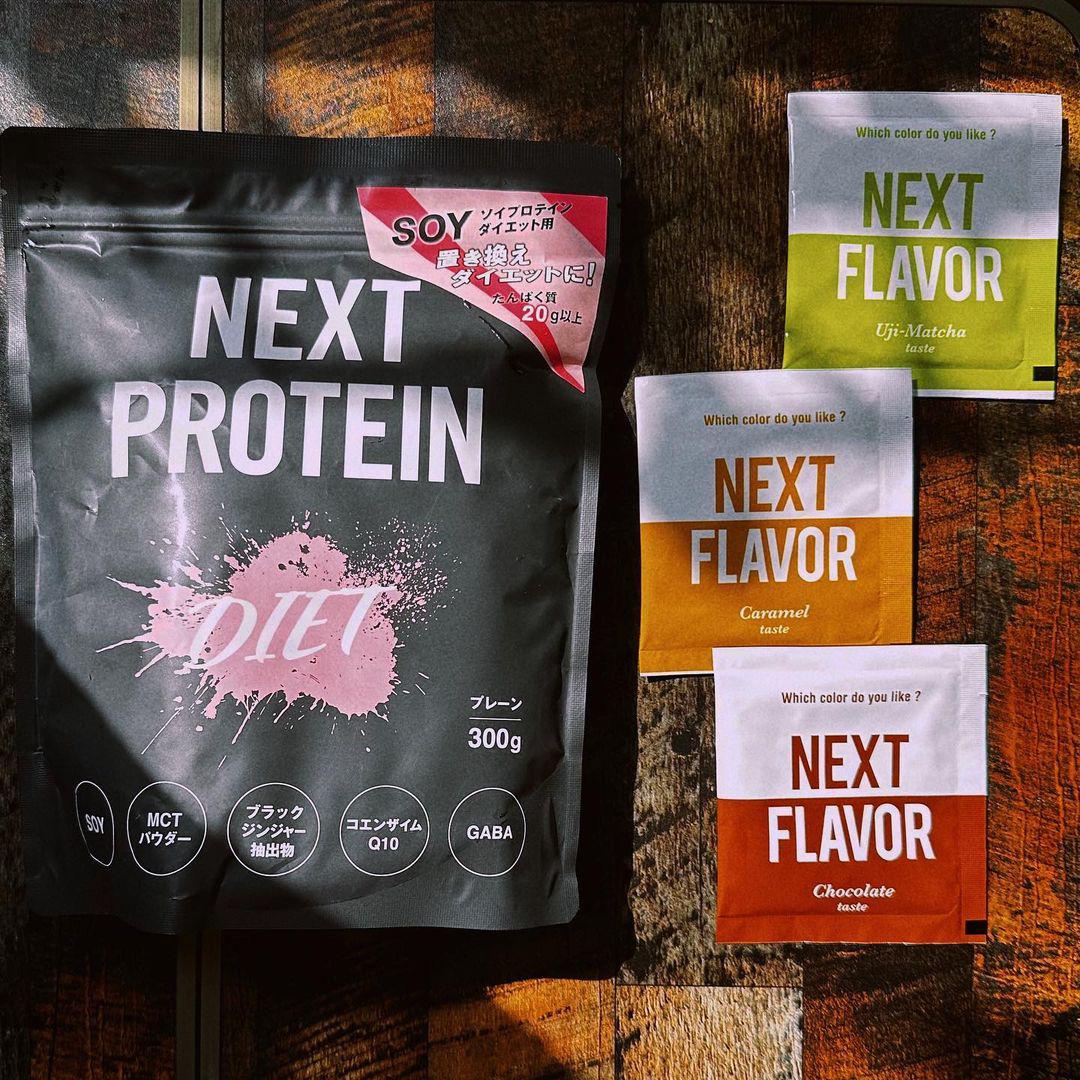 SOY ソイプロテイン
ダイエット用
置き換え
ダイエットに!
たんぱく質
20g以上
NEXT
PROTEIN
DIET
プレーン
300g
SOY
MCT
パウダー
ブラック
ジンジャー
抽出物
コエンザイム
Q10
GABA
Which color do you like ?
NEXT
FLAVOR
Uji-Matcha
taste
Which color do you like ?
NEXT
FLAVOR
Caramel
taste
Which color do you like ?
NEXT
FLAVOR
Chocolate
taste